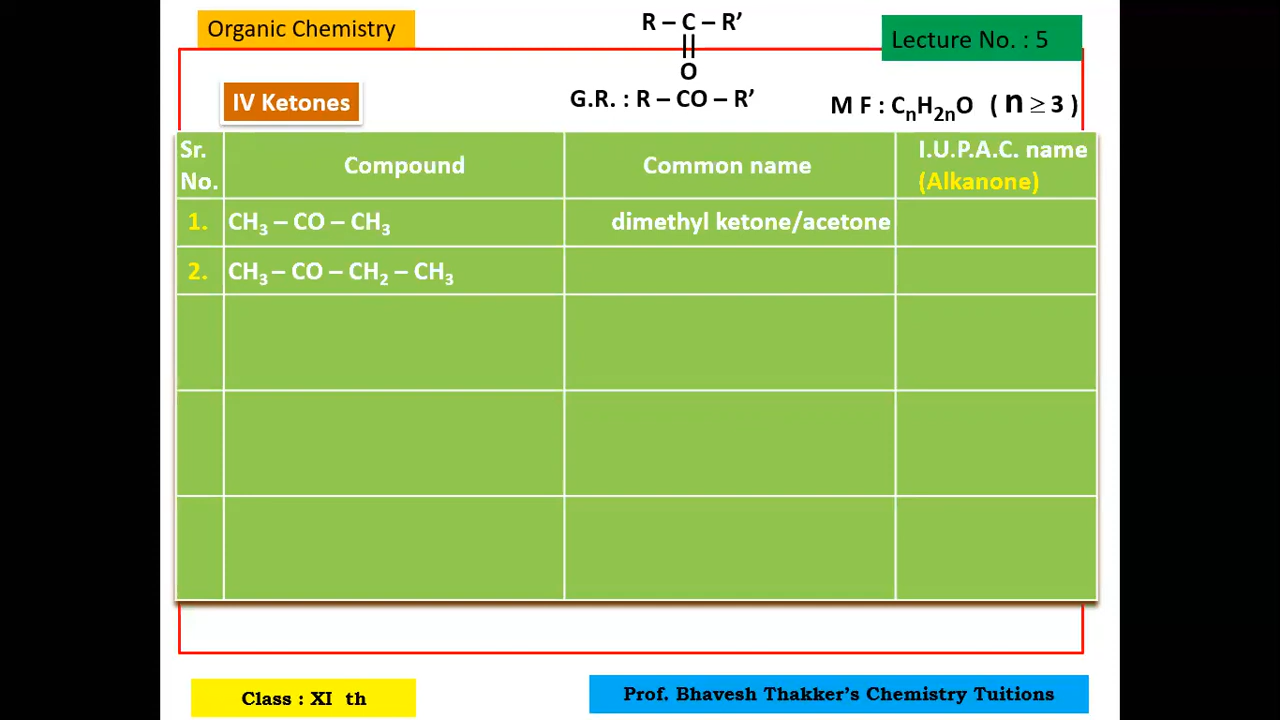 Organic Chemistry
R – C – R’
||
O
Lecture No. : 5
IV Ketones
G.R. : R – CO – R’
M F : CₙH₂ₙO ( n ≥ 3 )
Sr. No.
Compound
Common name
I.U.P.A.C. name
(Alkanone)
1. CH₃ – CO – CH₃ dimethyl ketone/acetone
2. CH₃ – CO – CH₂ – CH₃
Class : XI th
Prof. Bhavesh Thakker’s Chemistry Tuitions